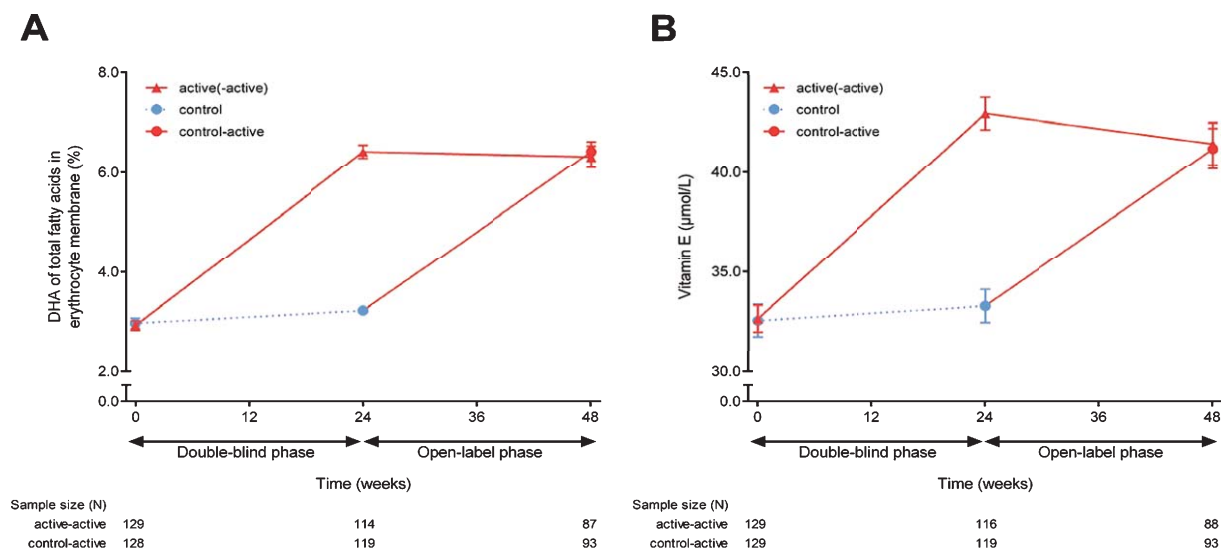 A
8.0
6.0
4.0
2.0
0.0
DHA of total fatty acids in
erythrocyte membrane (%)
active(-active)
control
control-active
0 12 24 36 48
Double-blind phase Open-label phase
Time (weeks)
Sample size (N)
active-active 129 114 87
control-active 128 119 93
B
45.0
40.0
35.0
30.0
0.0
Vitamin E (µmol/L)
active(-active)
control
control-active
0 12 24 36 48
Double-blind phase Open-label phase
Time (weeks)
Sample size (N)
active-active 129 116 88
control-active 129 119 93